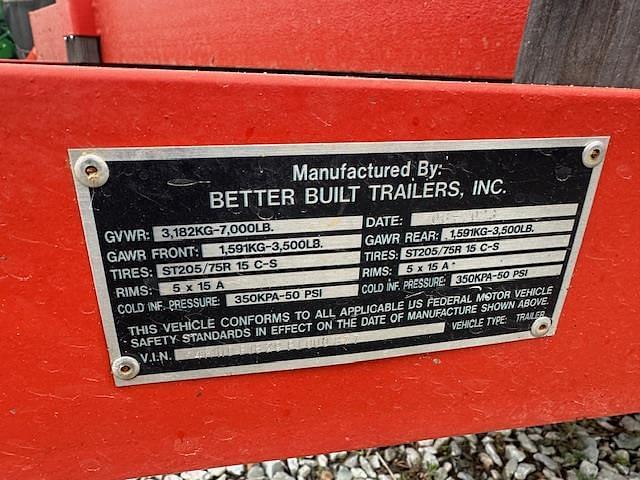 Manufactured By:
BETTER BUILT TRAILERS, INC.
GVWR: 3,182KG-7,000LB. DATE:
GAWR FRONT: 1,591KG-3,500LB. GAWR REAR: 1,591KG-3,500LB.
TIRES: ST205/75R 15 C-S TIRES: ST205/75R 15 C-S
RIMS: 5 x 15 A RIMS: 5 x 15 A
COLD INF. PRESSURE: 350KPA-50 PSI COLD INF. PRESSURE: 350KPA-50 PSI
THIS VEHICLE CONFORMS TO ALL APPLICABLE US FEDERAL MOTOR VEHICLE
SAFETY STANDARDS IN EFFECT ON THE DATE OF MANUFACTURE SHOWN ABOVE.
V.I.N. VEHICLE TYPE: TRAILER